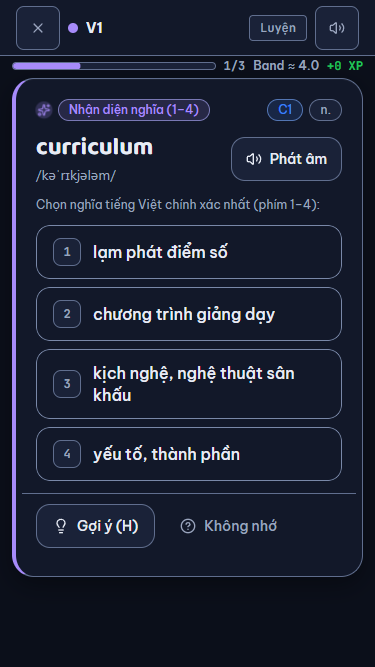 V1
Luyện
1/3 Band ≈ 4.0 +0 XP
Nhận diện nghĩa (1–4)
C1
n.
curriculum
/kəˈrɪkjələm/
Phát âm
Chọn nghĩa tiếng Việt chính xác nhất (phím 1–4):
1 lạm phát điểm số
2 chương trình giảng dạy
3 kịch nghệ, nghệ thuật sân
khấu
4 yếu tố, thành phần
Gợi ý (H)
Không nhớ